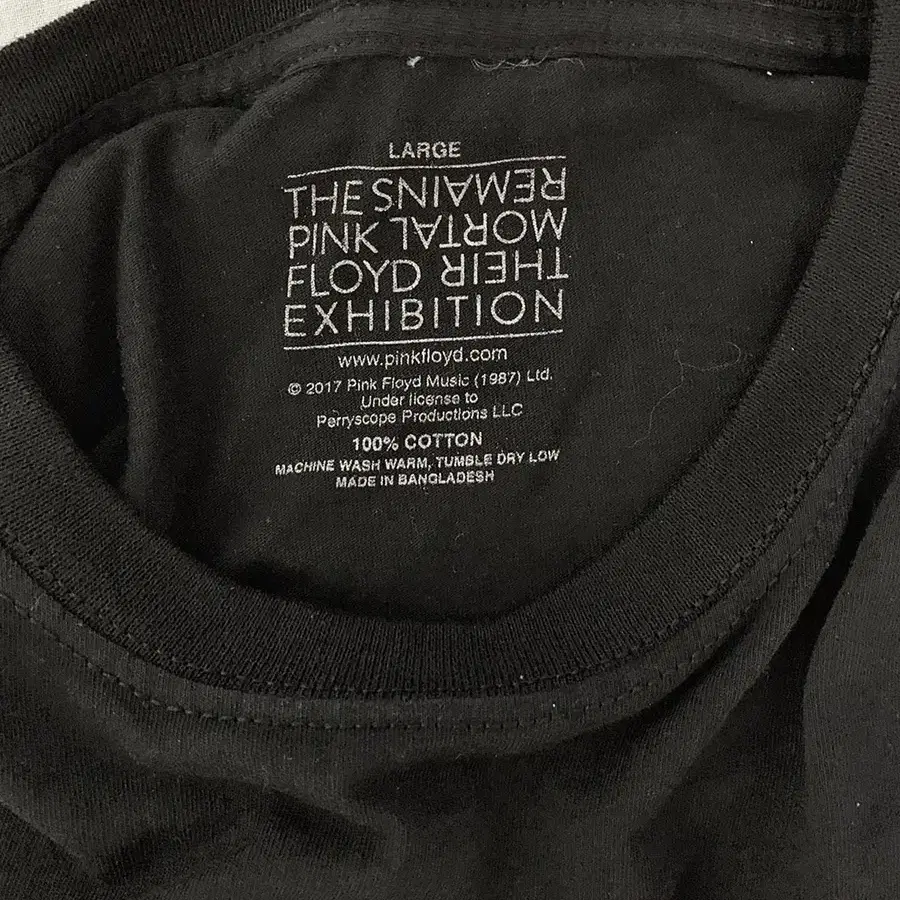 LARGE
THE REMAINS
PINK MORTAL
FLOYD THEIR
EXHIBITION
www.pinkfloyd.com
© 2017 Pink Floyd Music (1987) Ltd.
Under license to
Perryscope Productions LLC
100% COTTON
MACHINE WASH WARM, TUMBLE DRY LOW
MADE IN BANGLADESH